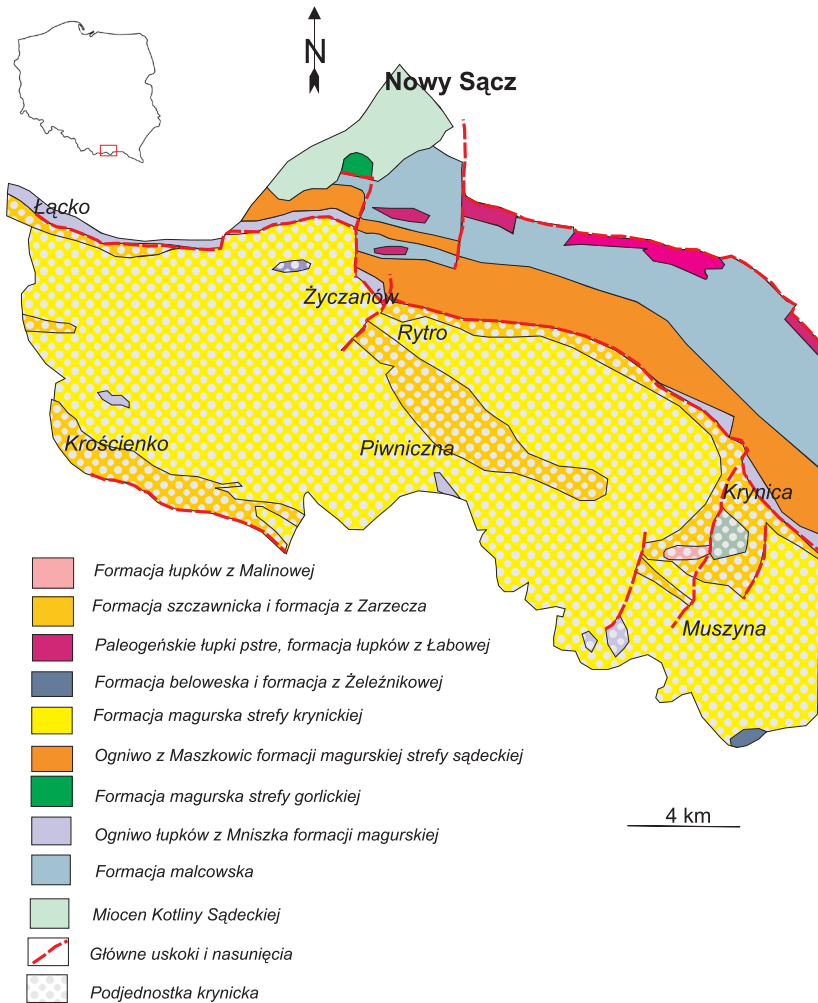 N
Nowy Sącz
Łącko
Życzanów
Rytro
Krościenko
Piwniczna
Krynica
Muszyna
Formacja łupków z Malinowej
Formacja szczawnicka i formacja z Zarzecza
Paleogeńskie łupki pstre, formacja łupków z Łabowej
Formacja beloweska i formacja z Żeleźnikowej
Formacja magurska strefy krynickiej
Ogniwo z Maszkowic formacji magurskiej strefy sądeckiej
Formacja magurska strefy gorlickiej
4 km
Ogniwo łupków z Mniszka formacji magurskiej
Formacja malcowska
Miocen Kotliny Sądeckiej
Główne uskoki i nasunięcia
Podjednostka krynicka